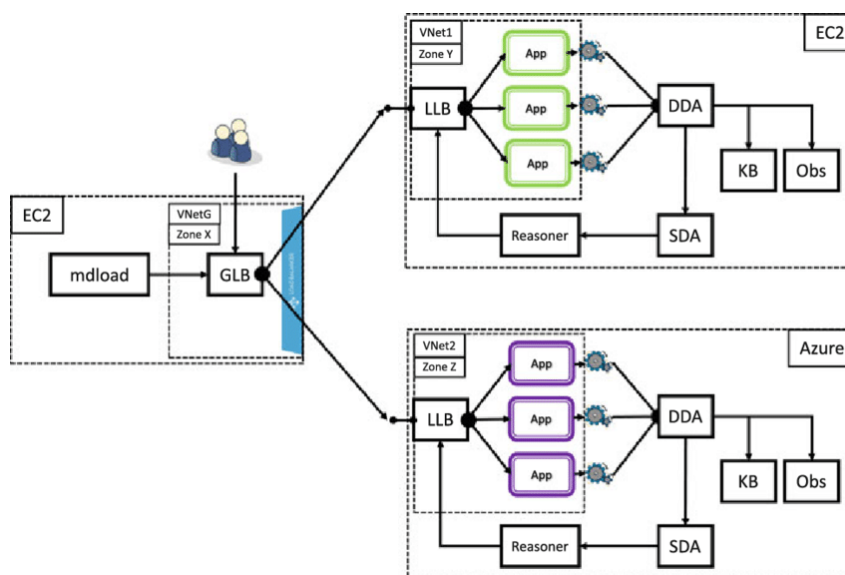 EC2
mdload
VNetG
Zone X
GLB
EC2
VNet1
Zone Y
LLB
App
App
App
DDA
KB
Obs
Reasoner
SDA
Azure
VNet2
Zone Z
LLB
App
App
App
DDA
KB
Obs
Reasoner
SDA